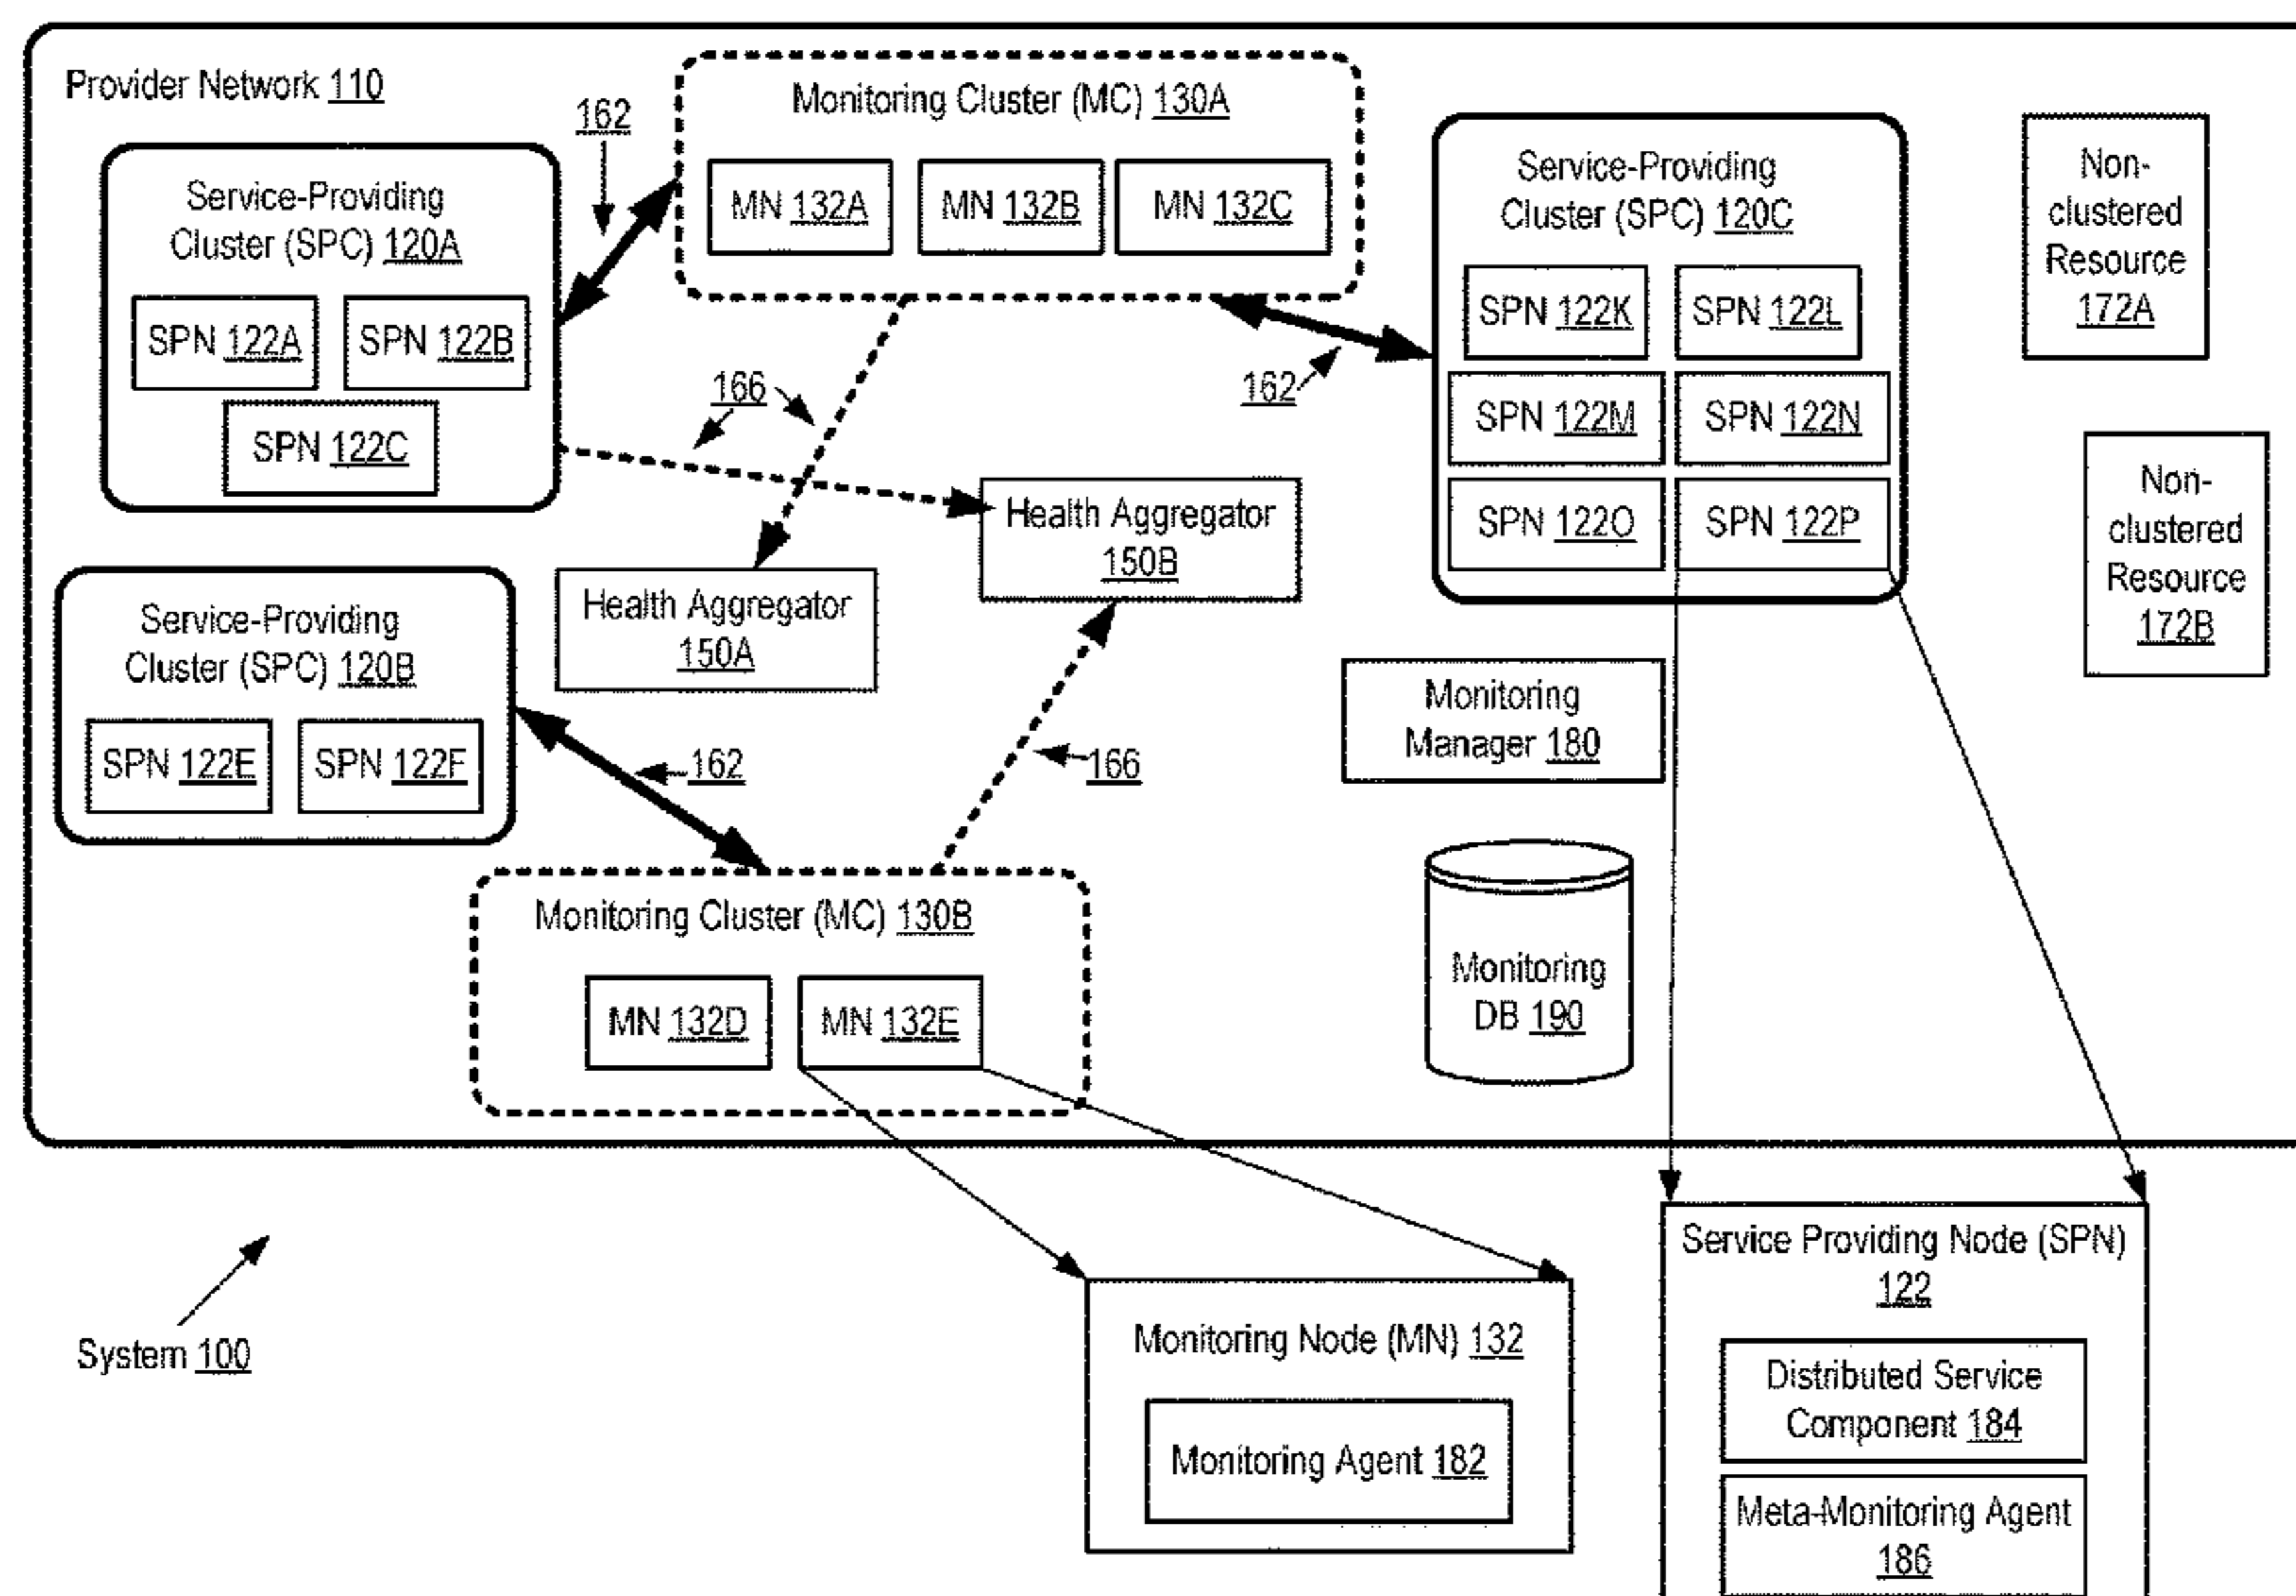 Provider Network 110
162
Monitoring Cluster (MC) 130A
MN 132A
MN 132B
MN 132C
Service-Providing
Cluster (SPC) 120A
SPN 122A
SPN 122B
SPN 122C
Service-Providing
Cluster (SPC) 120C
SPN 122K
SPN 122L
SPN 122M
SPN 122N
SPN 122O
SPN 122P
Non-
clustered
Resource
172A
166
162
Health Aggregator
150B
Health Aggregator
150A
Non-
clustered
Resource
172B
Service-Providing
Cluster (SPC) 120B
SPN 122E
SPN 122F
162
166
Monitoring
Manager 180
Monitoring Cluster (MC) 130B
MN 132D
MN 132E
Monitoring
DB 190
System 100
Monitoring Node (MN) 132
Monitoring Agent 182
Service Providing Node (SPN)
122
Distributed Service
Component 184
Meta-Monitoring Agent
186